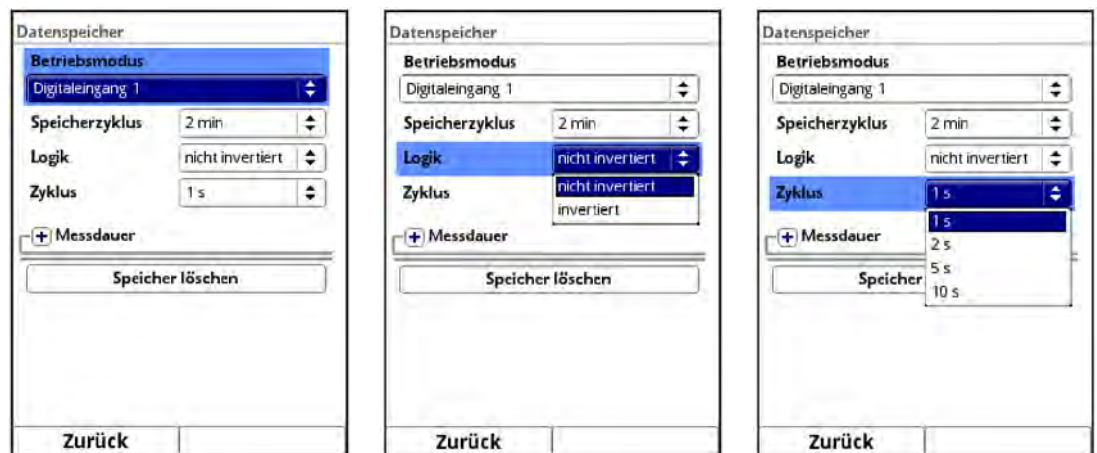 Datenspeicher
Betriebsmodus
Digitaleingang 1
Speicherzyklus 2 min
Logik nicht invertiert
Zyklus 1 s
+ Messdauer
Speicher löschen
Zurück
Datenspeicher
Betriebsmodus
Digitaleingang 1
Speicherzyklus 2 min
Logik nicht invertiert
nicht invertiert
Zyklus
invertiert
+ Messdauer
Speicher löschen
Zurück
Datenspeicher
Betriebsmodus
Digitaleingang 1
Speicherzyklus 2 min
Logik nicht invertiert
Zyklus 1 s
1 s
+ Messdauer
2 s
5 s
Speicher
10 s
Zurück